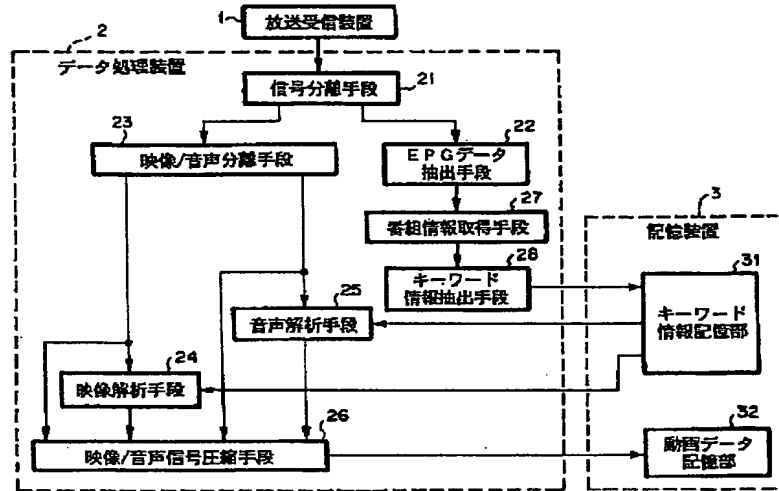 1
放送受信装置
2
データ処理装置
21
信号分離手段
23
映像/音声分離手段
22
EPGデータ
抽出手段
27
番組情報取得手段
3
記憶装置
28
キーワード
情報抽出手段
31
キーワード
情報記憶部
25
音声解析手段
24
映像解析手段
26
映像/音声信号圧縮手段
32
動画データ
記憶部